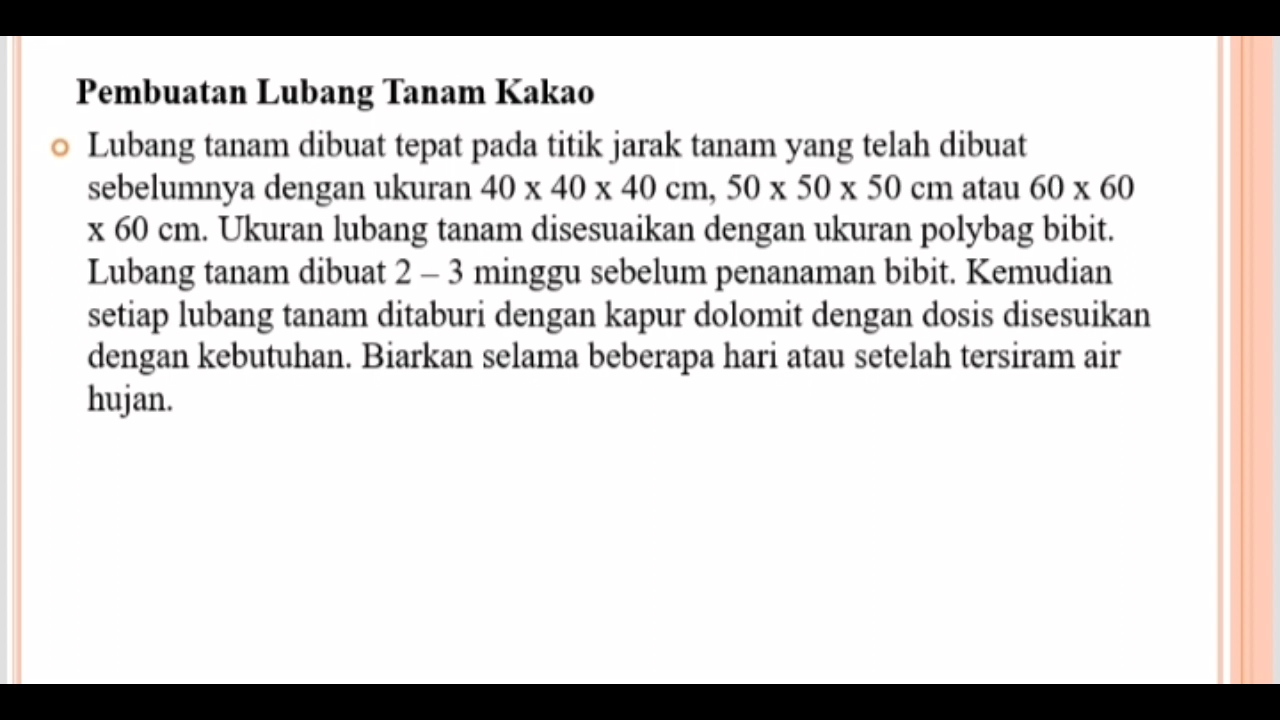 Pembuatan Lubang Tanam Kakao
Lubang tanam dibuat tepat pada titik jarak tanam yang telah dibuat
sebelumnya dengan ukuran 40 x 40 x 40 cm, 50 x 50 x 50 cm atau 60 x 60
x 60 cm. Ukuran lubang tanam disesuaikan dengan ukuran polybag bibit.
Lubang tanam dibuat 2 – 3 minggu sebelum penanaman bibit. Kemudian
setiap lubang tanam ditaburi dengan kapur dolomit dengan dosis disesuikan
dengan kebutuhan. Biarkan selama beberapa hari atau setelah tersiram air
hujan.